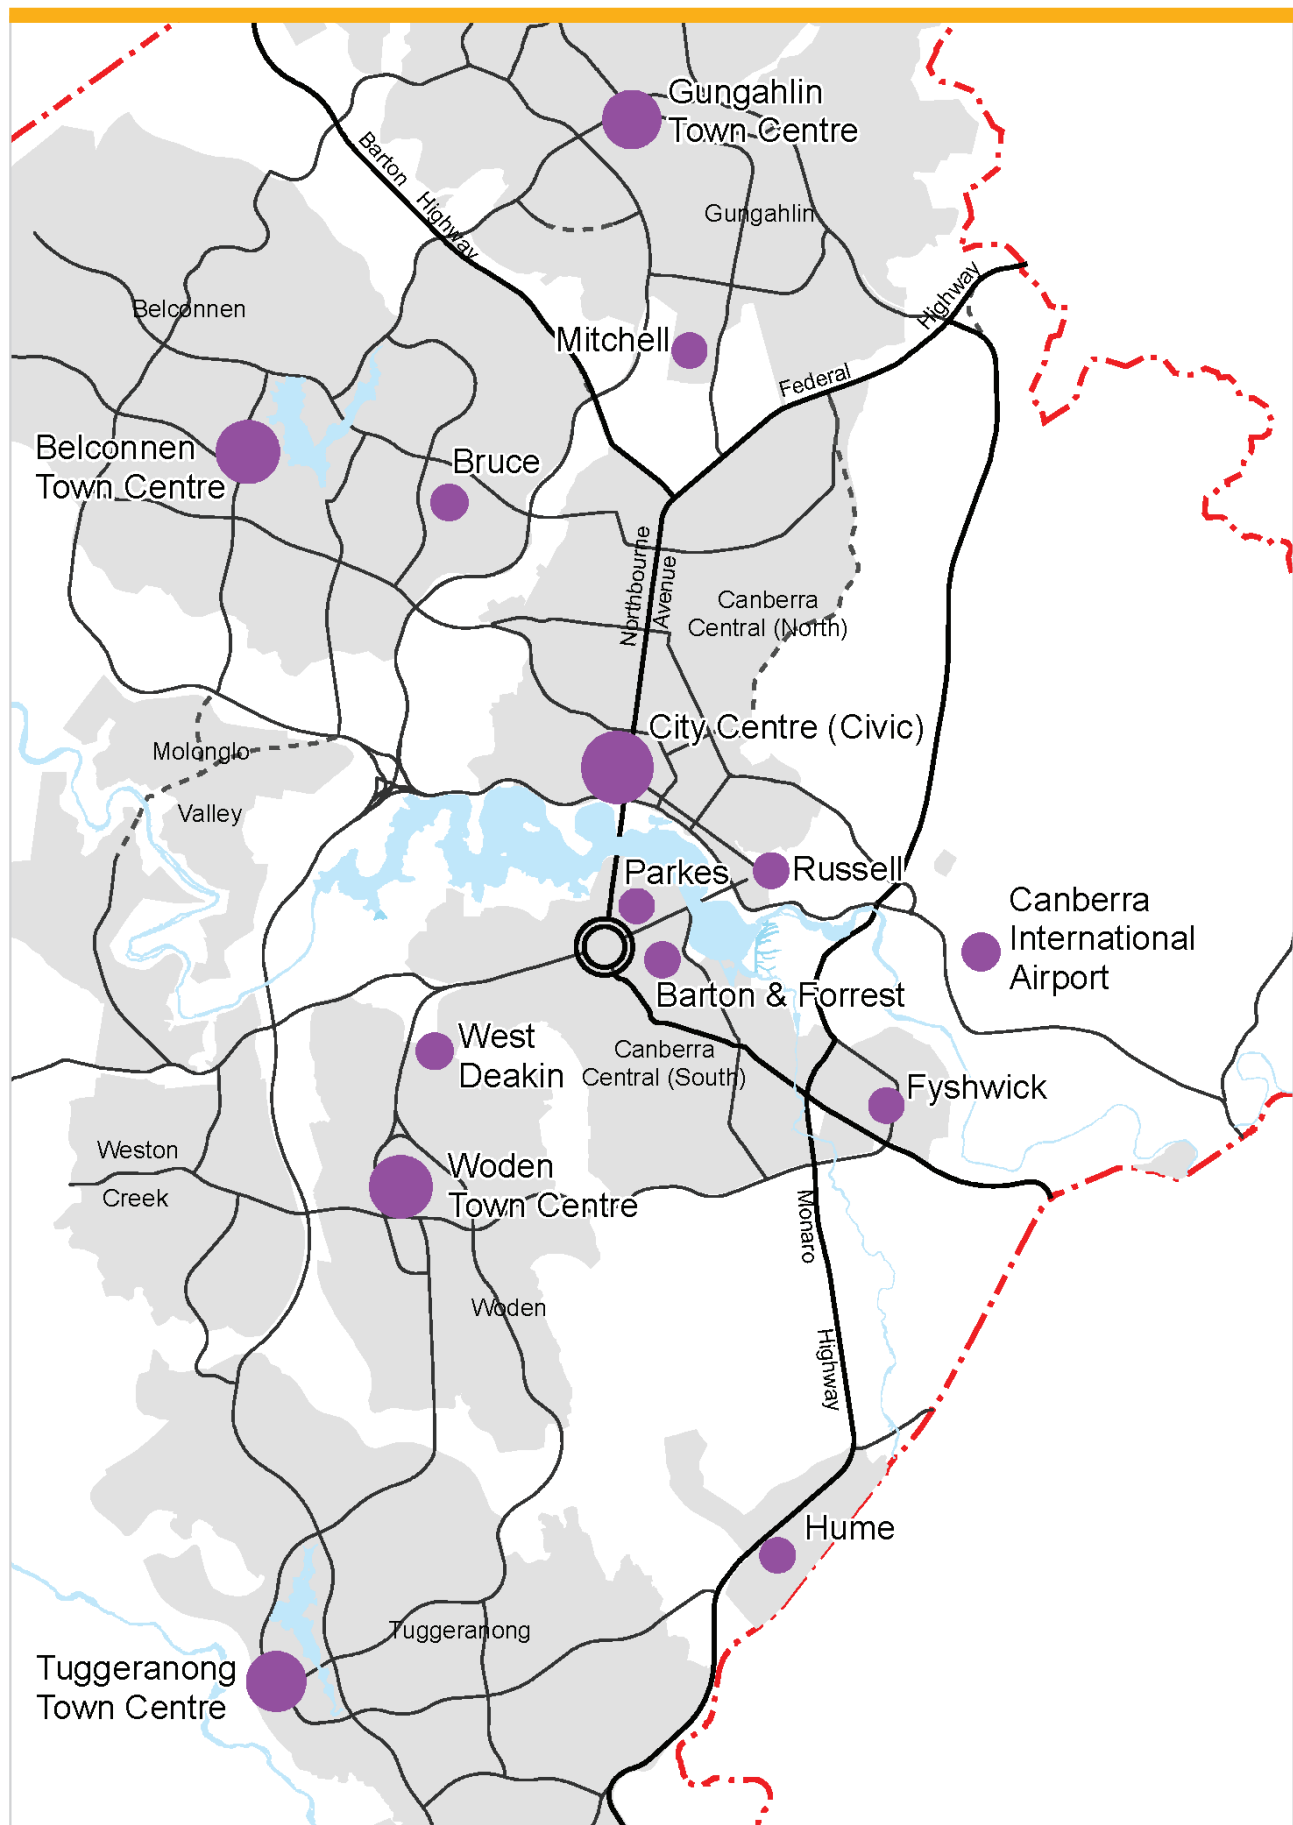 Gungahlin
Town Centre
Barton
Highway
Gungahlin
Highway
Belconnen
Mitchell
Federal
Belconnen
Town Centre
Bruce
Northbourne
Avenue
Canberra
Central (North)
City Centre (Civic)
Molonglo
Valley
Parkes
Russell
Canberra
International
Airport
Barton & Forrest
West
Deakin
Canberra
Central (South)
Fyshwick
Weston
Creek
Woden
Town Centre
Monaro
Woden
Highway
Hume
Tuggeranong
Tuggeranong
Town Centre